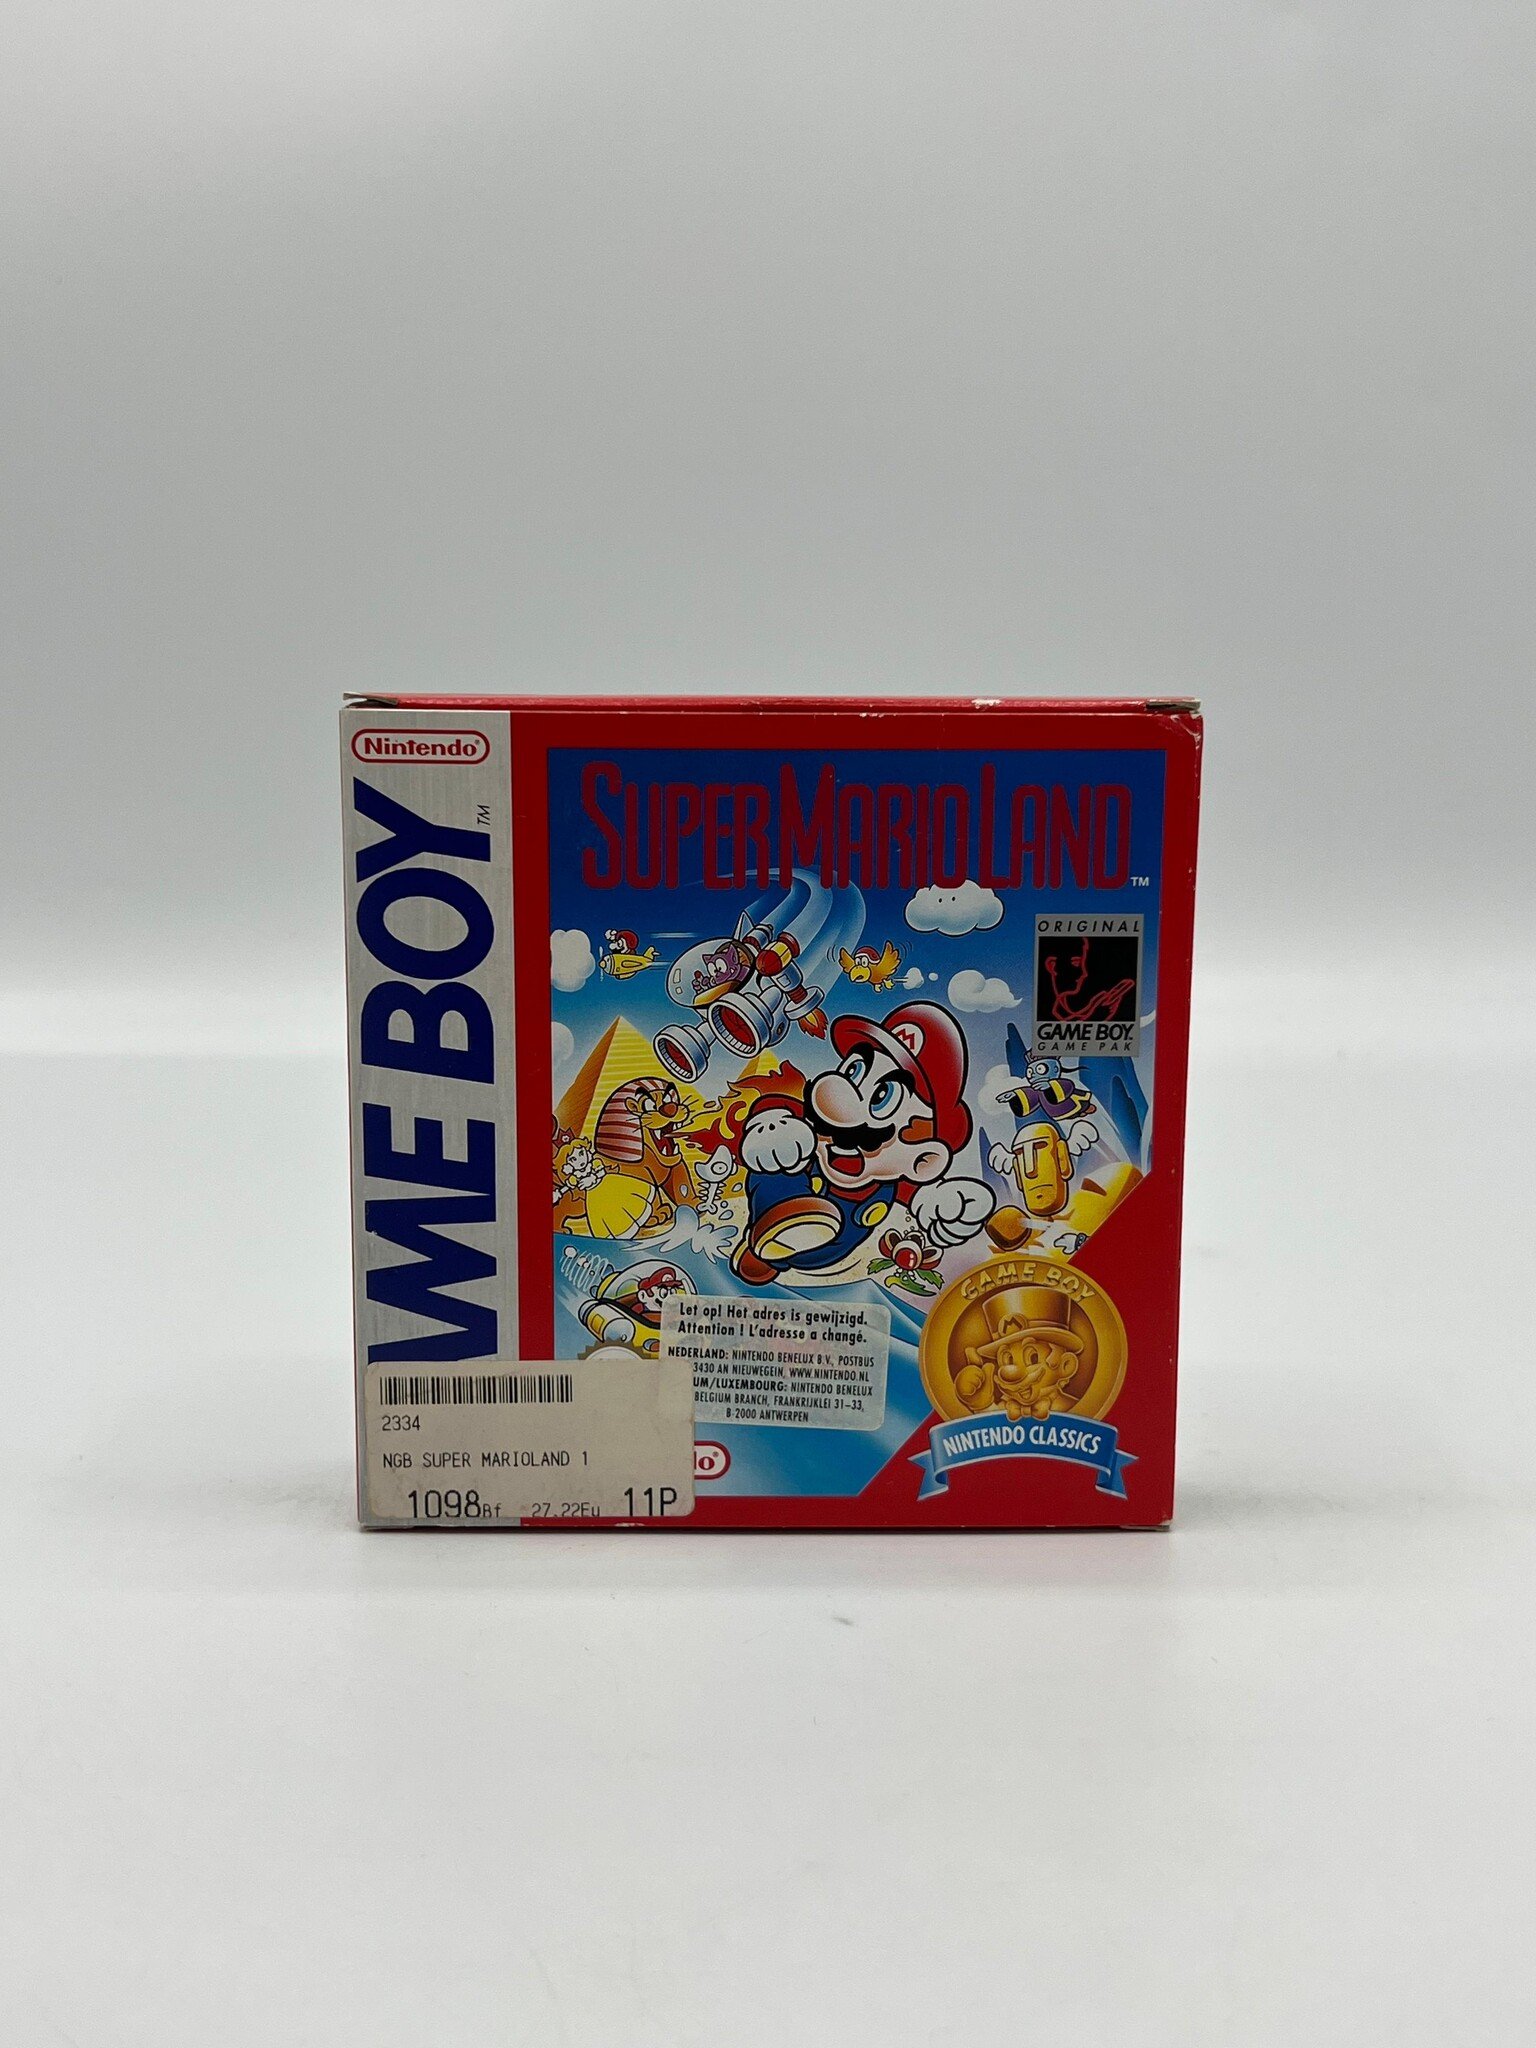 Nintendo®
GAME BOY™
SUPER MARIO LAND™
ORIGINAL
GAME BOY
GAME PAK
Let op! Het adres is gewijzigd.
Attention ! L'adresse a changé.
NEDERLAND: NINTENDO BENELUX B.V., POSTBUS
3430 AN NIEUWEGEIN, WWW.NINTENDO.NL
UM/LUXEMBOURG: NINTENDO BENELUX
BELGIUM BRANCH, FRANKRIJKLEI 31-33,
B-2000 ANTWERPEN
GAME BOY
M
NINTENDO CLASSICS
2334
NGB SUPER MARIOLAND 1
1098Bf 27.22Eu 11P
do®